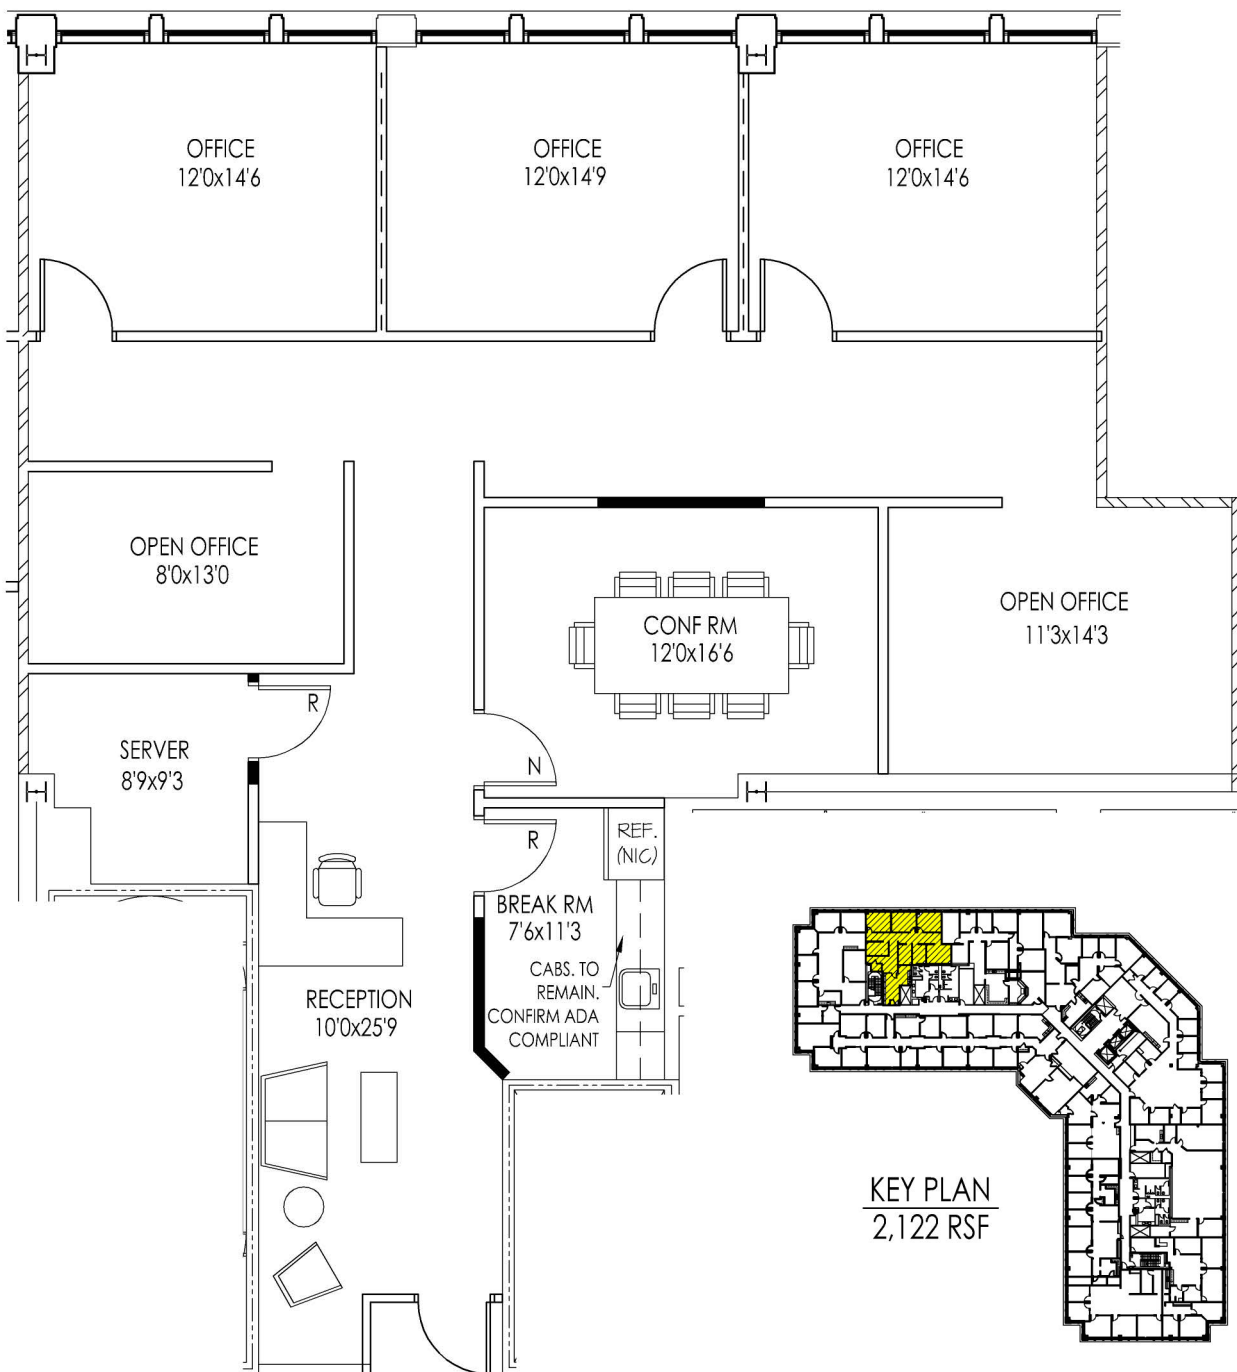 OFFICE
12'0x14'6
OFFICE
12'0x14'9
OFFICE
12'0x14'6
OPEN OFFICE
8'0x13'0
CONF RM
12'0x16'6
OPEN OFFICE
11'3x14'3
R
SERVER
8'9x9'3
N
R
REF.
(NIC)
BREAK RM
7'6x11'3
CABS. TO
REMAIN.
CONFIRM ADA
COMPLIANT
RECEPTION
10'0x25'9
KEY PLAN
2,122 RSF